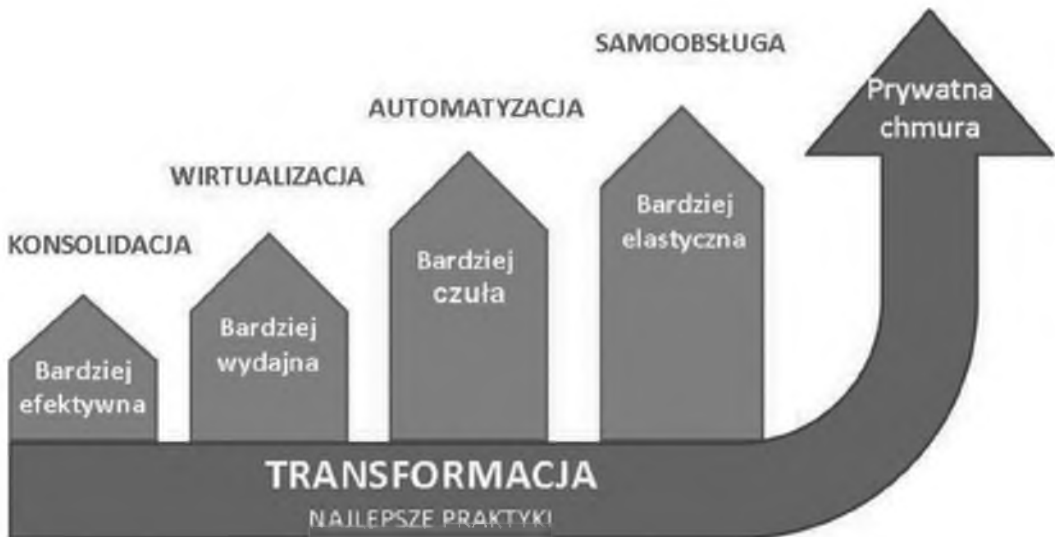 SAMOOBSŁUGA
AUTOMATYZACJA
WIRTUALIZACJA
KONSOLIDACJA
Bardziej
efektywna
Bardziej
wydajna
Bardziej
czuła
Bardziej
elastyczna
Prywatna
chmura
TRANSFORMACJA
NAJLEPSZE PRAKTYKI